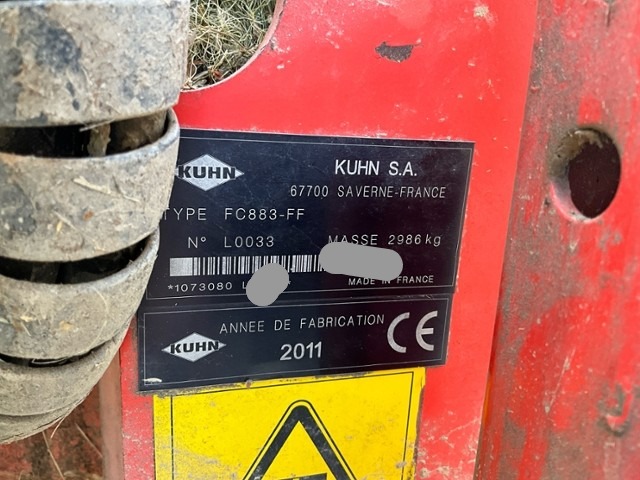 KUHN
KUHN S.A.
67700 SAVERNE-FRANCE
TYPE FC883-FF
N° L0033 MASSE 2986 kg
*1073080
MADE IN FRANCE
KUHN
ANNEE DE FABRICATION
2011
CE